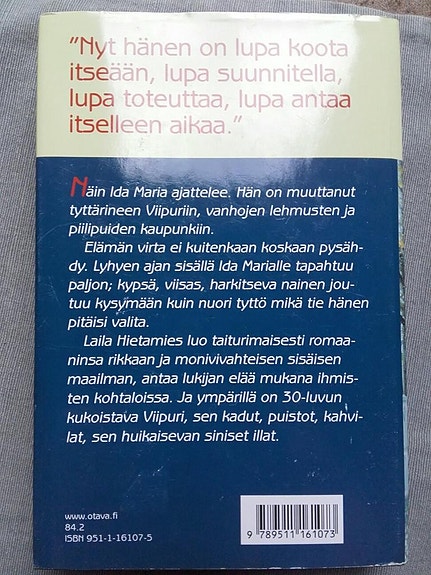 "Nyt hänen on lupa koota
itseään, lupa suunnitella,
lupa toteuttaa, lupa antaa
itselleen aikaa."
Näin Ida Maria ajattelee. Hän on muuttanut
tyttärineen Viipuriin, vanhojen lehmusten ja
piilipuiden kaupunkiin.
Elämän virta ei kuitenkaan koskaan pysäh-
dy. Lyhyen ajan sisällä Ida Marialle tapahtuu
paljon; kypsä, viisas, harkitseva nainen jou-
tuu kysymään kuin nuori tyttö mikä tie hänen
pitäisi valita.
Laila Hietamies luo taiturimaisesti romaa-
ninsa rikkaan ja monivivahteisen sisäisen
maailman, antaa lukijan elää mukana ihmis-
ten kohtaloissa. Ja ympärillä on 30-luvun
kukoistava Viipuri, sen kadut, puistot, kahvi-
lat, sen huikaisevan siniset illat.
www.otava.fi
84.2
ISBN 951-1-16107-5
9 789511 161073